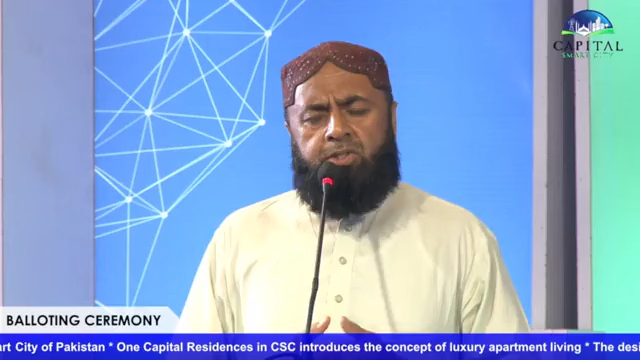 CAPITAL
SMART CITY
BALLOTING CEREMONY
art City of Pakistan * One Capital Residences in CSC introduces the concept of luxury apartment living * The des